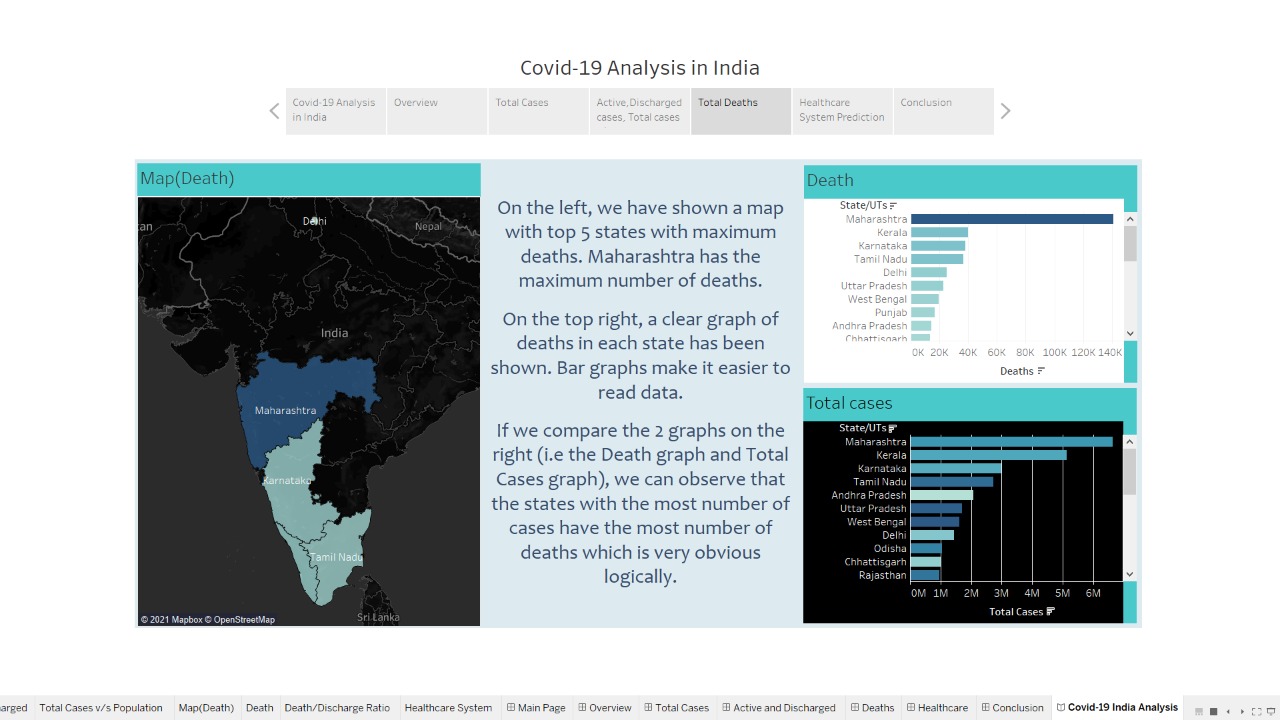 Covid-19 Analysis in India
Covid-19 Analysis
in India
Overview
Total Cases
Active,Discharged
cases, Total cases
Total Deaths
Healthcare
System Prediction
Conclusion
Map(Death)
Delhi
Nepal
India
Maharashtra
Karnataka
Tamil Nadu
Sri Lanka
© 2021 Mapbox © OpenStreetMap
On the left, we have shown a map
with top 5 states with maximum
deaths. Maharashtra has the
maximum number of deaths.
On the top right, a clear graph of
deaths in each state has been
shown. Bar graphs make it easier to
read data.
If we compare the 2 graphs on the
right (i.e the Death graph and Total
Cases graph), we can observe that
the states with the most number of
cases have the most number of
deaths which is very obvious
logically.
Death
State/UTs
Maharashtra
Kerala
Karnataka
Tamil Nadu
Delhi
Uttar Pradesh
West Bengal
Punjab
Andhra Pradesh
Chhattisgarh
0K 20K 40K 60K 80K 100K 120K 140K
Deaths
Total cases
State/UTs
Maharashtra
Kerala
Karnataka
Tamil Nadu
Andhra Pradesh
Uttar Pradesh
West Bengal
Delhi
Odisha
Chhattisgarh
Rajasthan
0M 1M 2M 3M 4M 5M 6M
Total Cases
arged Total Cases v/s Population Map(Death) Death Death/Discharge Ratio Healthcare System Main Page Overview Total Cases Active and Discharged Deaths Healthcare Conclusion Covid-19 India Analysis